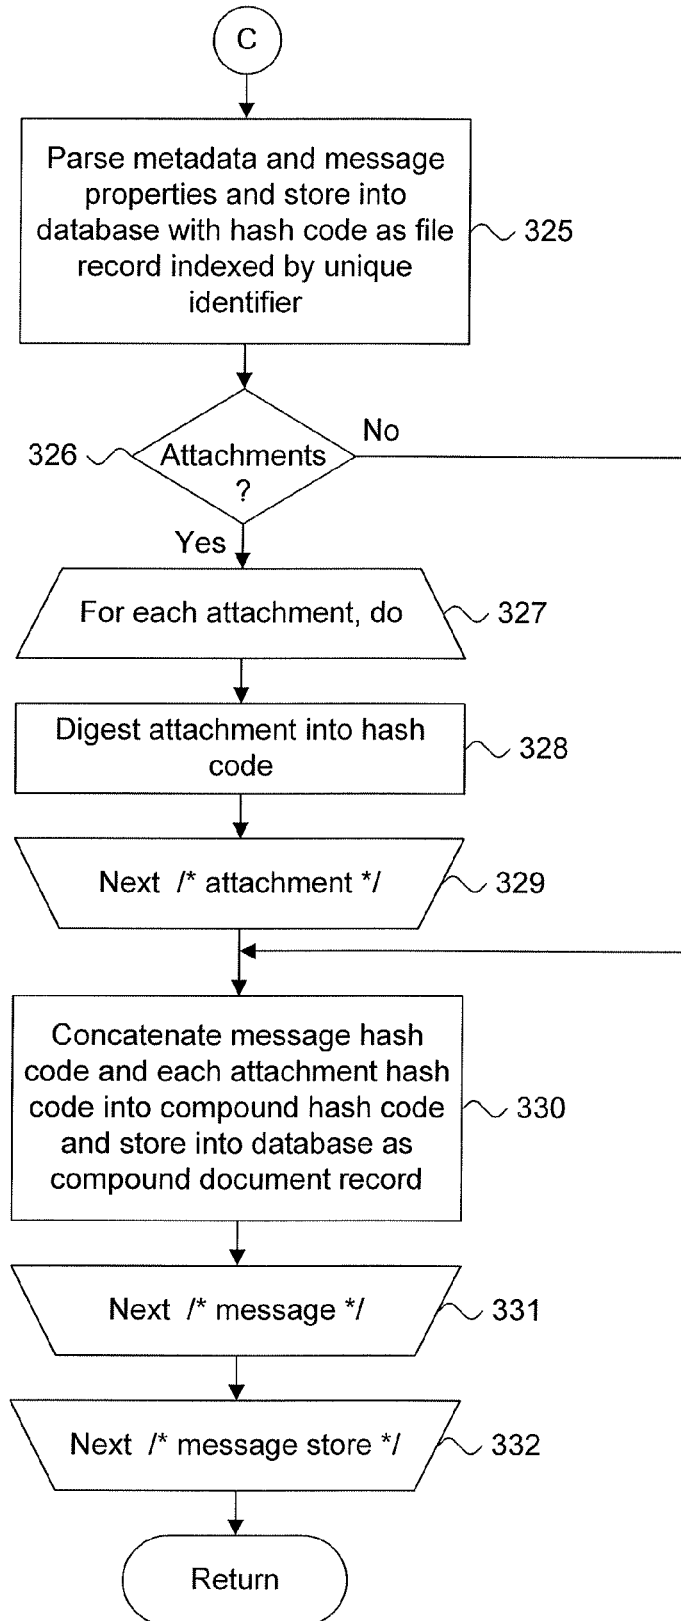 C
Parse metadata and message
properties and store into
database with hash code as file
record indexed by unique
identifier
325
326
Attachments
?
No
Yes
For each attachment, do
327
Digest attachment into hash
code
328
Next /* attachment */
329
Concatenate message hash
code and each attachment hash
code into compound hash code
and store into database as
compound document record
330
Next /* message */
331
Next /* message store */
332
Return